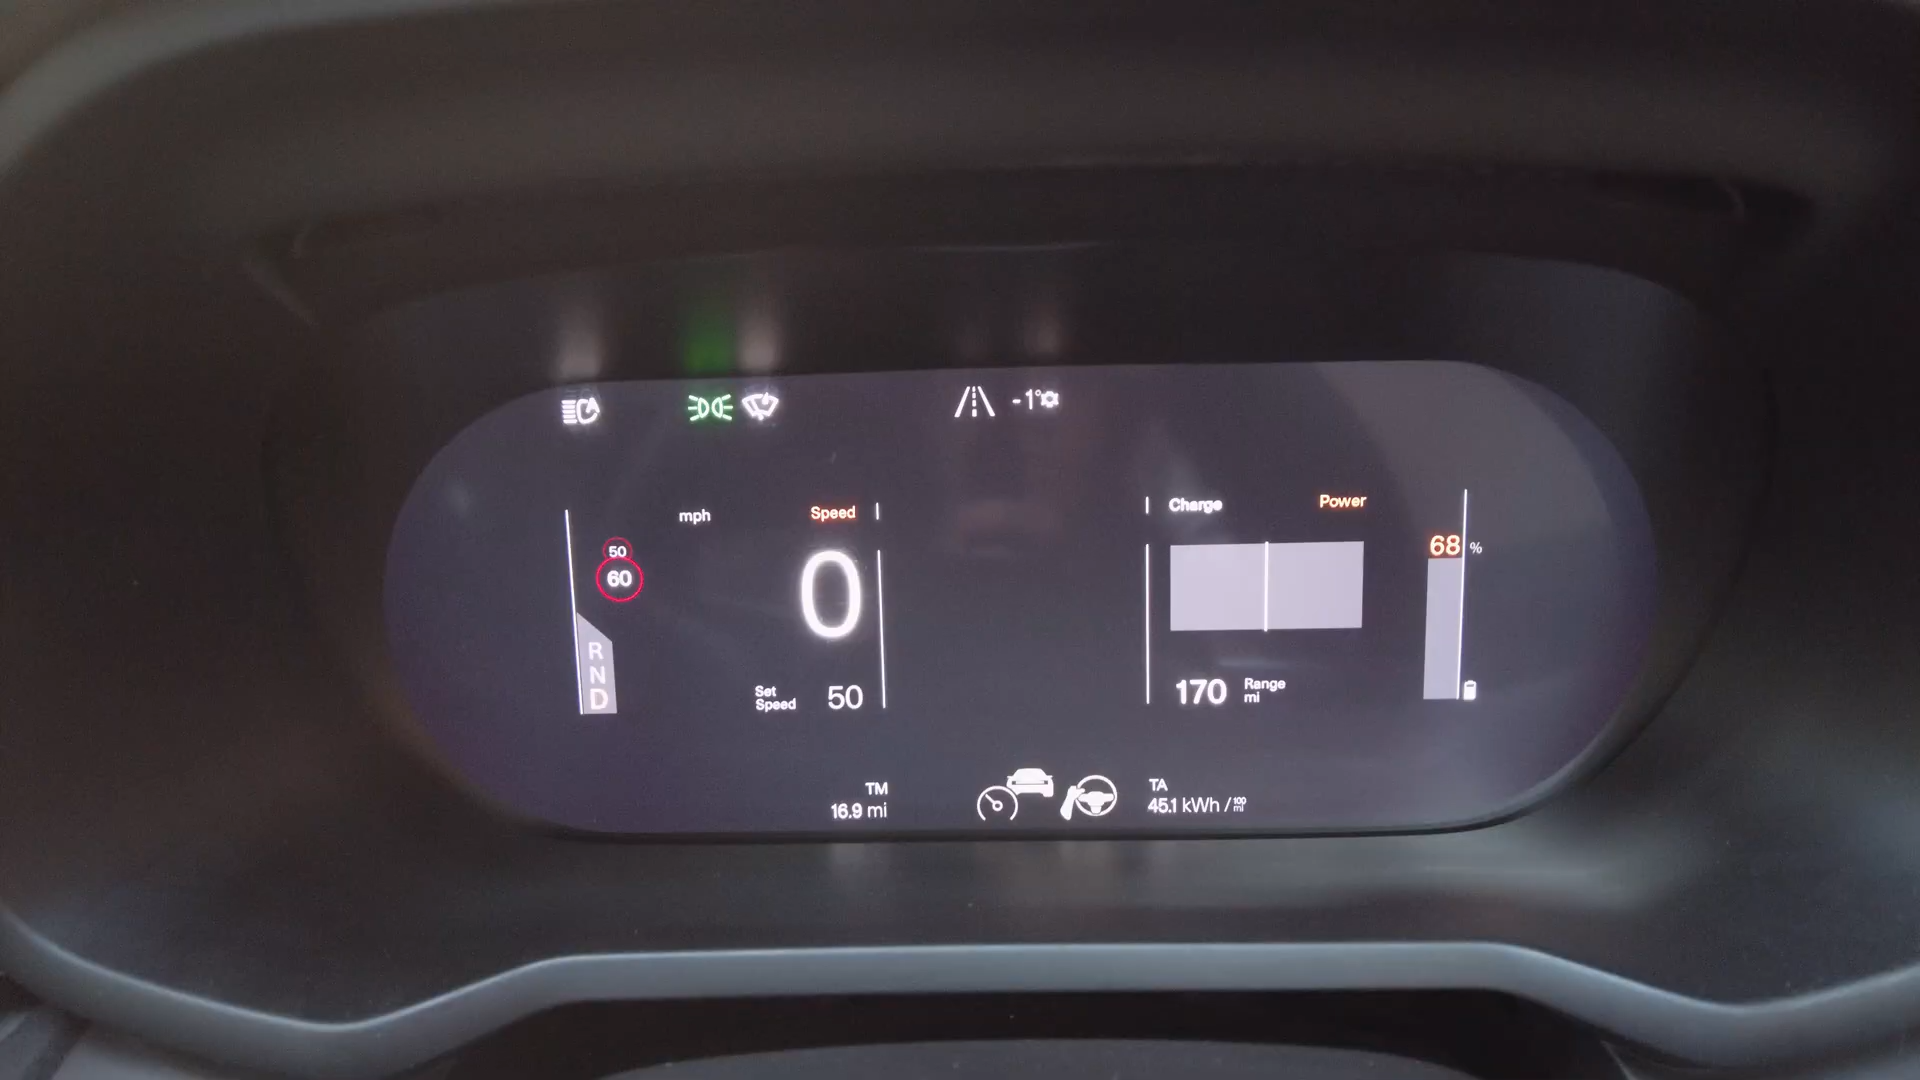 A
-1°
mph Speed
Charge Power
50
60
0
68 %
R
N
D
Set
Speed 50
170 Range
mi
TM
16.9 mi
TA
45.1 kWh / 100
mi